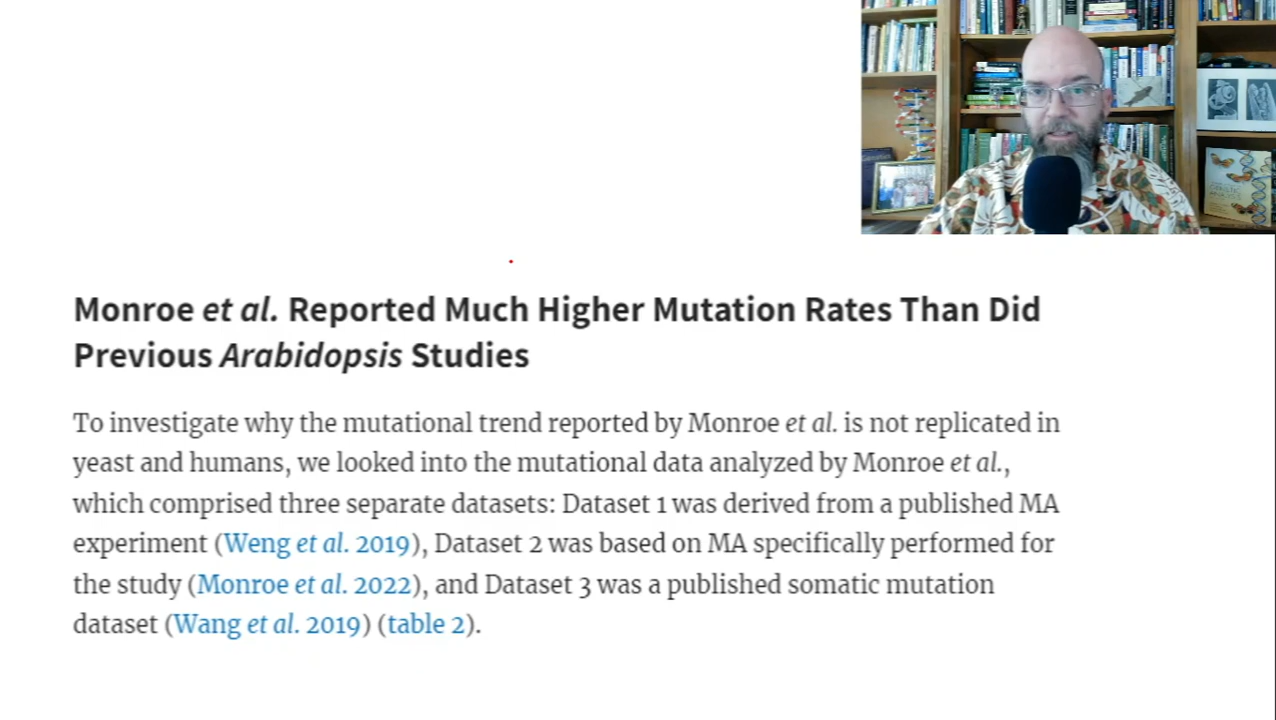 Monroe et al. Reported Much Higher Mutation Rates Than Did
Previous Arabidopsis Studies
To investigate why the mutational trend reported by Monroe et al. is not replicated in
yeast and humans, we looked into the mutational data analyzed by Monroe et al.,
which comprised three separate datasets: Dataset 1 was derived from a published MA
experiment (Weng et al. 2019), Dataset 2 was based on MA specifically performed for
the study (Monroe et al. 2022), and Dataset 3 was a published somatic mutation
dataset (Wang et al. 2019) (table 2).